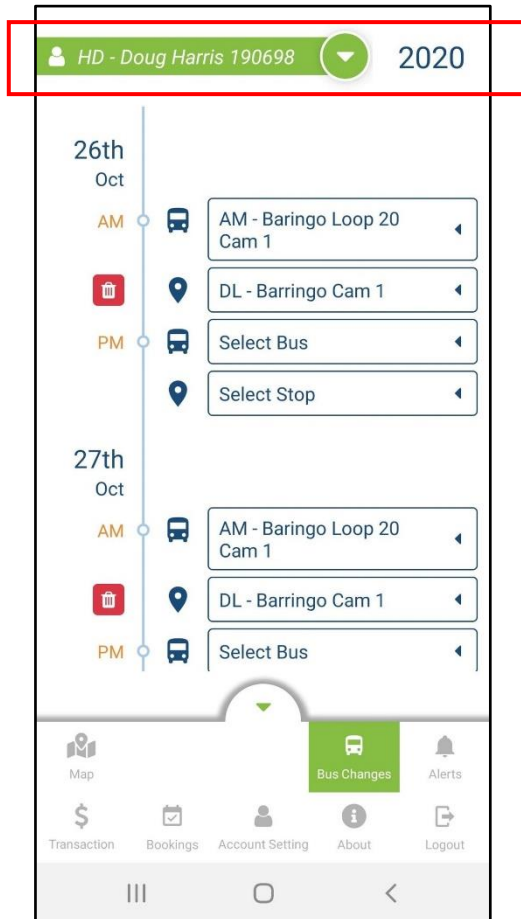 HD - Doug Harris 190698 2020
26th
Oct
AM AM - Baringo Loop 20
Cam 1
DL - Barringo Cam 1
PM Select Bus
Select Stop
27th
Oct
AM AM - Baringo Loop 20
Cam 1
DL - Barringo Cam 1
PM Select Bus
Map Bus Changes Alerts
$
Transaction Bookings Account Setting About Logout